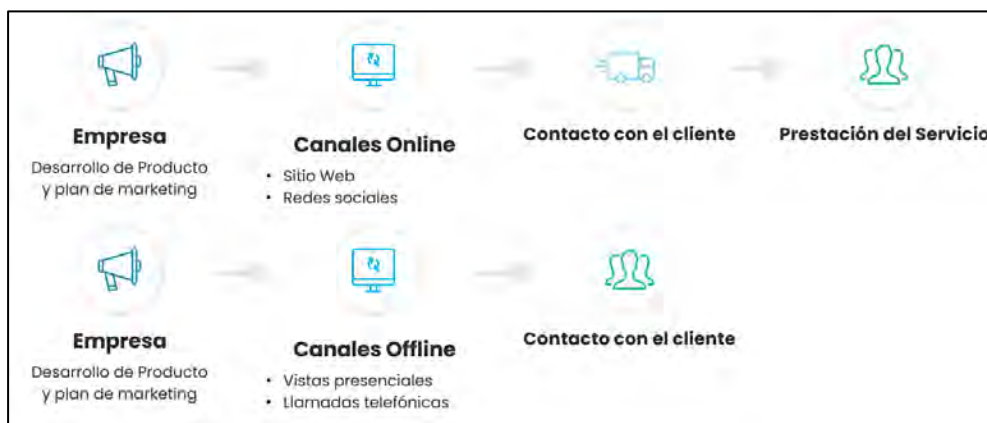 Empresa
Desarrollo de Producto
y plan de marketing
Canales Online
• Sitio Web
• Redes sociales
Contacto con el cliente
Prestación del Servicio
Empresa
Desarrollo de Producto
y plan de marketing
Canales Offline
• Vistas presenciales
• Llamadas telefónicas
Contacto con el cliente